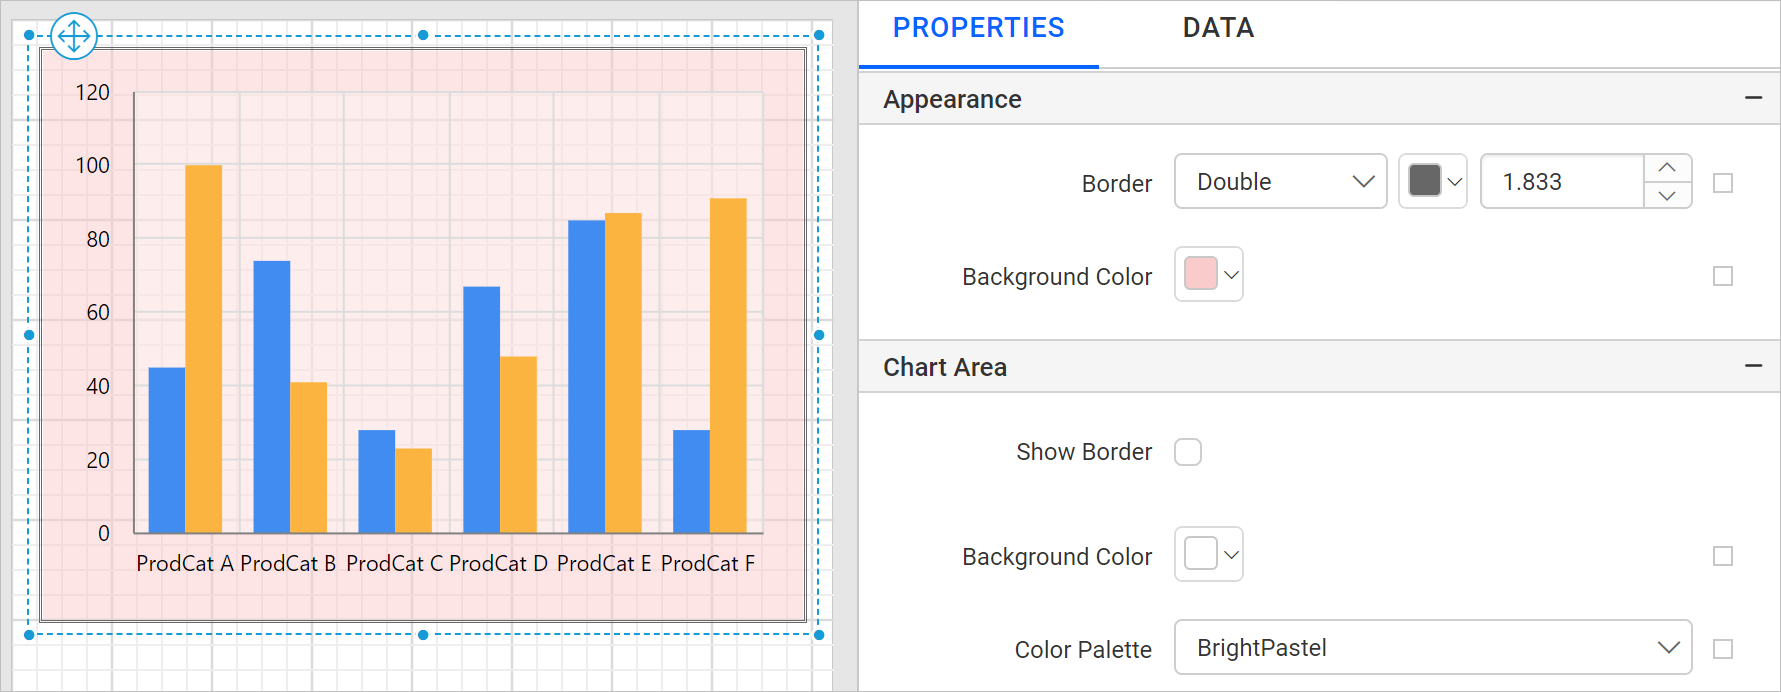 PROPERTIES DATA
Appearance
Border Double 1.833
Background Color
Chart Area
Show Border
Background Color
Color Palette BrightPastel
120
100
80
60
40
20
0
ProdCat A ProdCat B ProdCat C ProdCat D ProdCat E ProdCat F